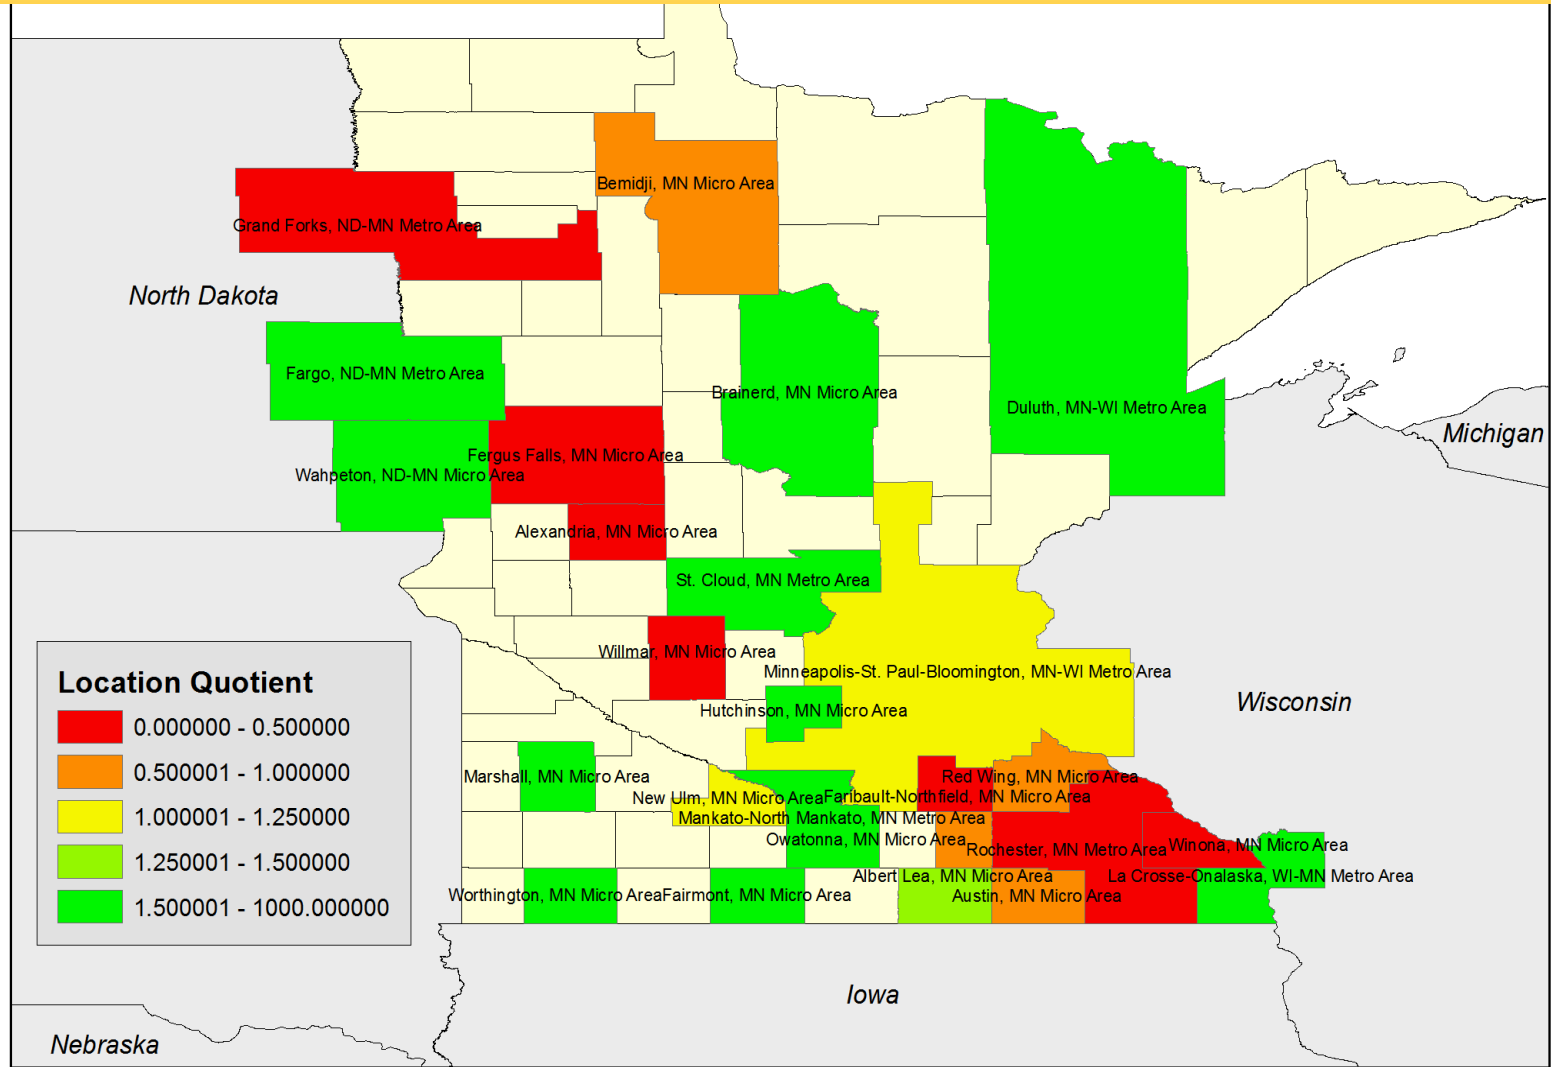 Bemidji, MN Micro Area
Grand Forks, ND-MN Metro Area
North Dakota
Fargo, ND-MN Metro Area
Brainerd, MN Micro Area
Duluth, MN-WI Metro Area
Michigan
Fergus Falls, MN Micro Area
Wahpeton, ND-MN Micro Area
Alexandria, MN Micro Area
St. Cloud, MN Metro Area
Willmar, MN Micro Area
Minneapolis-St. Paul-Bloomington, MN-WI Metro Area
Wisconsin
Hutchinson, MN Micro Area
Marshall, MN Micro Area
Red Wing, MN Micro Area
New Ulm, MN Micro Area
Faribault-Northfield, MN Micro Area
Mankato-North Mankato, MN Metro Area
Owatonna, MN Micro Area
Rochester, MN Metro Area
Winona, MN Micro Area
Albert Lea, MN Micro Area
La Crosse-Onalaska, WI-MN Metro Area
Worthington, MN Micro Area
Fairmont, MN Micro Area
Austin, MN Micro Area
Iowa
Nebraska
Location Quotient
0.000000 - 0.500000
0.500001 - 1.000000
1.000001 - 1.250000
1.250001 - 1.500000
1.500001 - 1000.000000